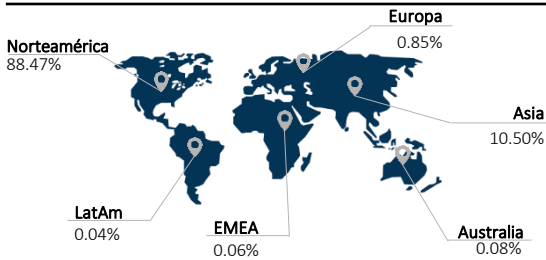 Europa
0.85%
Norteamérica
88.47%
Asia
10.50%
LatAm
0.04%
EMEA
0.06%
Australia
0.08%